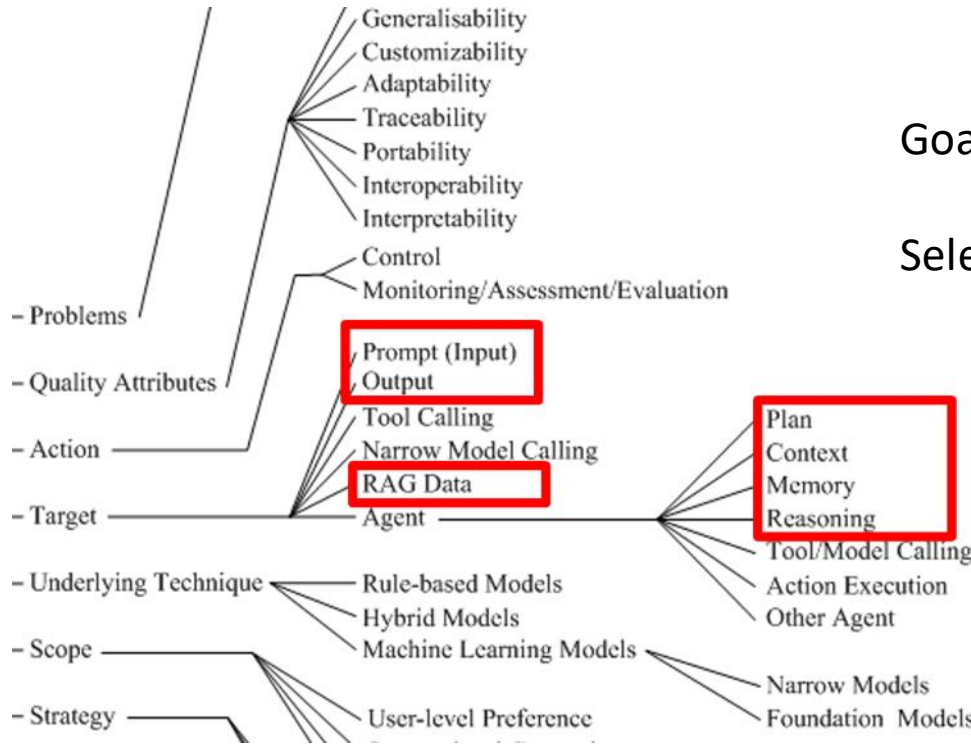 Generalisability
Customizability
Adaptability
Traceability
Portability
Interoperability
Interpretability
Control
Monitoring/Assessment/Evaluation
– Problems
– Quality Attributes
– Action
– Target
– Underlying Technique
– Scope
– Strategy
Prompt (Input)
Output
Tool Calling
Narrow Model Calling
RAG Data
Agent
Plan
Context
Memory
Reasoning
Tool/Model Calling
Action Execution
Other Agent
Rule-based Models
Hybrid Models
Machine Learning Models
Narrow Models
Foundation Models
User-level Preference
Goa
Sele